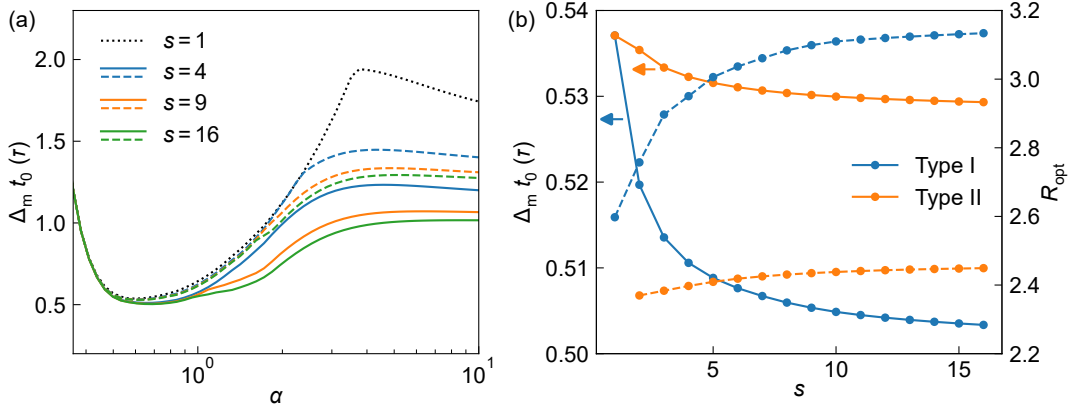 (a)
s = 1
s = 4
s = 9
s = 16
2.0
1.5
1.0
0.5
Δm t0 (τ)
10^0
10^1
α
(b)
0.54
0.53
0.52
0.51
0.50
Δm t0 (τ)
Type I
Type II
5
10
15
s
3.2
3.0
2.8
2.6
2.4
2.2
Ropt